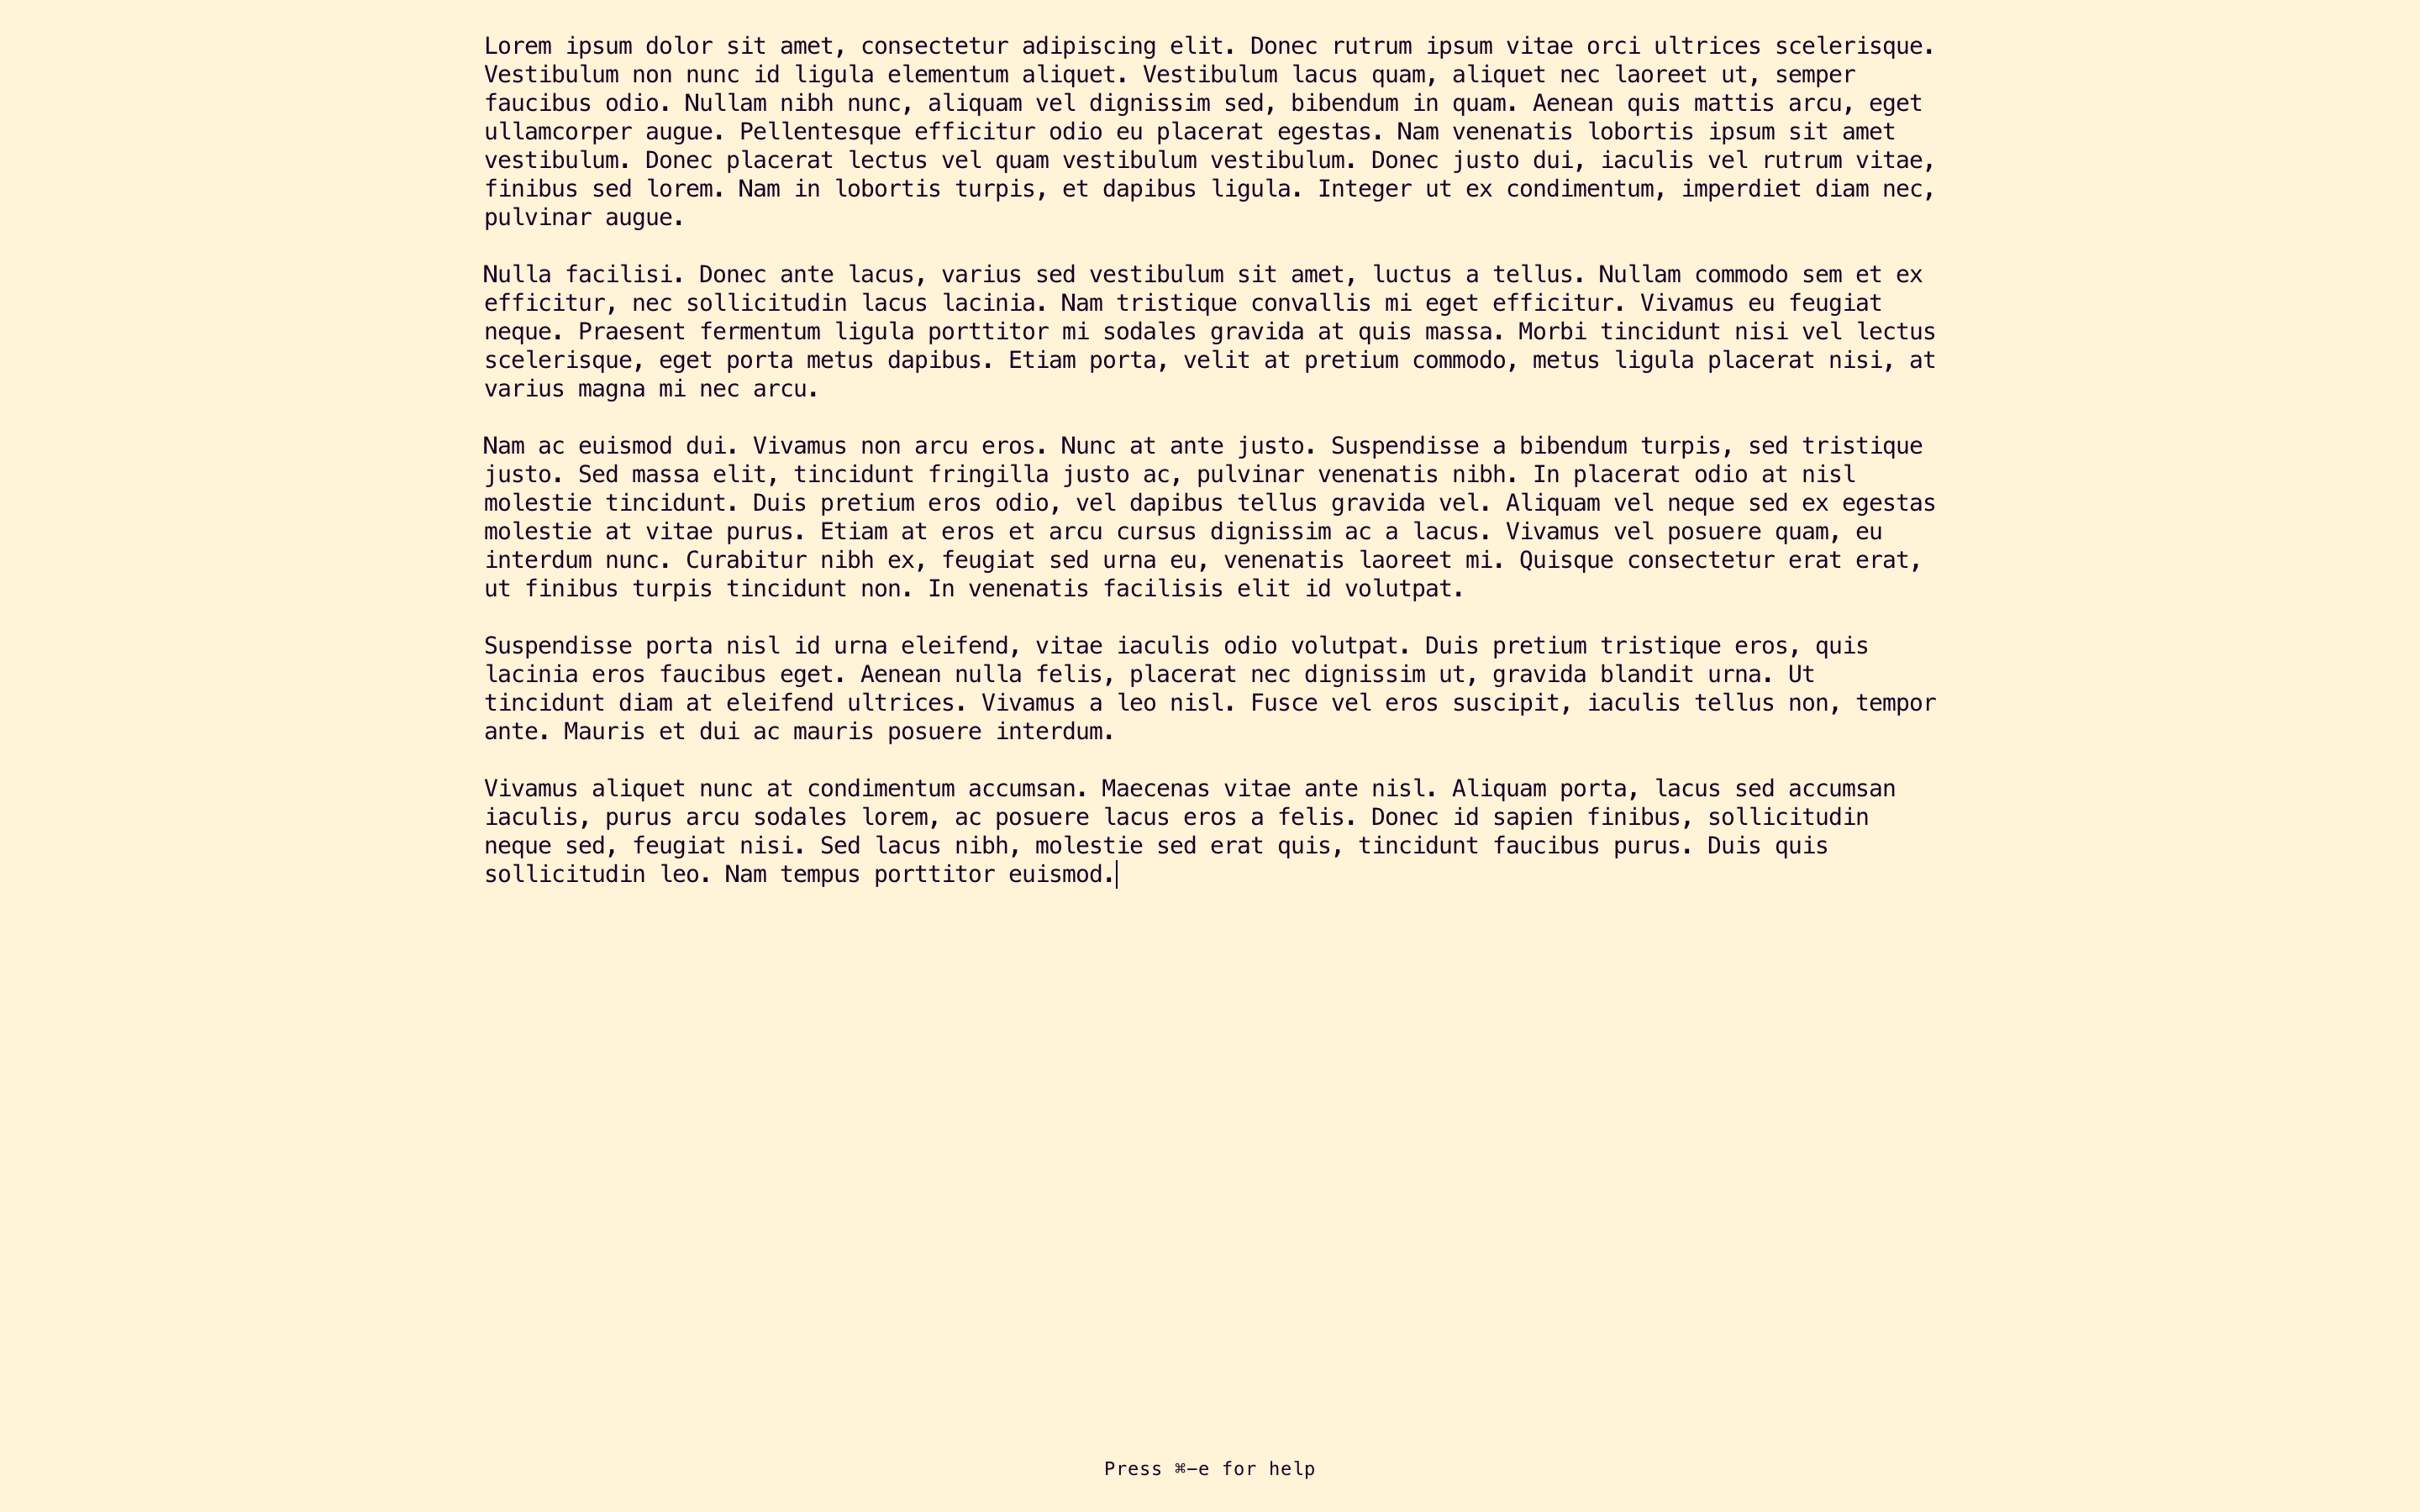 Lorem ipsum dolor sit amet, consectetur adipiscing elit. Donec rutrum ipsum vitae orci ultrices scelerisque.
Vestibulum non nunc id ligula elementum aliquet. Vestibulum lacus quam, aliquet nec laoreet ut, semper
faucibus odio. Nullam nibh nunc, aliquam vel dignissim sed, bibendum in quam. Aenean quis mattis arcu, eget
ullamcorper augue. Pellentesque efficitur odio eu placerat egestas. Nam venenatis lobortis ipsum sit amet
vestibulum. Donec placerat lectus vel quam vestibulum vestibulum. Donec justo dui, iaculis vel rutrum vitae,
finibus sed lorem. Nam in lobortis turpis, et dapibus ligula. Integer ut ex condimentum, imperdiet diam nec,
pulvinar augue.

Nulla facilisi. Donec ante lacus, varius sed vestibulum sit amet, luctus a tellus. Nullam commodo sem et ex
efficitur, nec sollicitudin lacus lacinia. Nam tristique convallis mi eget efficitur. Vivamus eu feugiat
neque. Praesent fermentum ligula porttitor mi sodales gravida at quis massa. Morbi tincidunt nisi vel lectus
scelerisque, eget porta metus dapibus. Etiam porta, velit at pretium commodo, metus ligula placerat nisi, at
varius magna mi nec arcu.

Nam ac euismod dui. Vivamus non arcu eros. Nunc at ante justo. Suspendisse a bibendum turpis, sed tristique
justo. Sed massa elit, tincidunt fringilla justo ac, pulvinar venenatis nibh. In placerat odio at nisl
molestie tincidunt. Duis pretium eros odio, vel dapibus tellus gravida vel. Aliquam vel neque sed ex egestas
molestie at vitae purus. Etiam at eros et arcu cursus dignissim ac a lacus. Vivamus vel posuere quam, eu
interdum nunc. Curabitur nibh ex, feugiat sed urna eu, venenatis laoreet mi. Quisque consectetur erat erat,
ut finibus turpis tincidunt non. In venenatis facilisis elit id volutpat.

Suspendisse porta nisl id urna eleifend, vitae iaculis odio volutpat. Duis pretium tristique eros, quis
lacinia eros faucibus eget. Aenean nulla felis, placerat nec dignissim ut, gravida blandit urna. Ut
tincidunt diam at eleifend ultrices. Vivamus a leo nisl. Fusce vel eros suscipit, iaculis tellus non, tempor
ante. Mauris et dui ac mauris posuere interdum.

Vivamus aliquet nunc at condimentum accumsan. Maecenas vitae ante nisl. Aliquam porta, lacus sed accumsan
iaculis, purus arcu sodales lorem, ac posuere lacus eros a felis. Donec id sapien finibus, sollicitudin
neque sed, feugiat nisi. Sed lacus nibh, molestie sed erat quis, tincidunt faucibus purus. Duis quis
sollicitudin leo. Nam tempus porttitor euismod.

Press ⌘–e for help